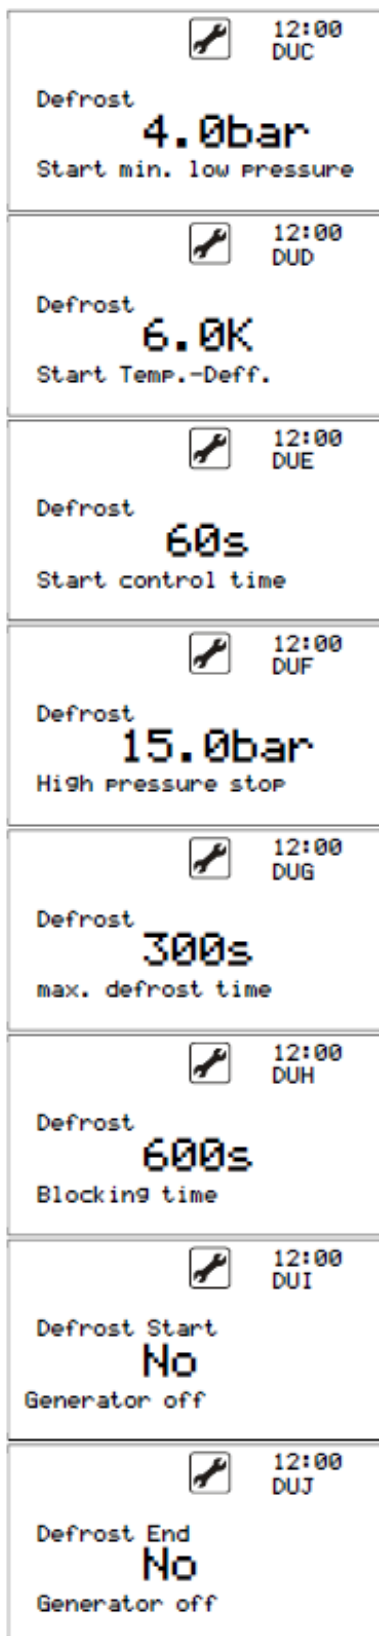 12:00
DUC
Defrost
4.0bar
Start min. low pressure
12:00
DUD
Defrost
6.0K
Start Temp.-Deff.
12:00
DUE
Defrost
60s
Start control time
12:00
DUF
Defrost
15.0bar
High pressure stop
12:00
DUG
Defrost
300s
max. defrost time
12:00
DUH
Defrost
600s
Blocking time
12:00
DUI
Defrost Start
No
Generator off
12:00
DUJ
Defrost End
No
Generator off